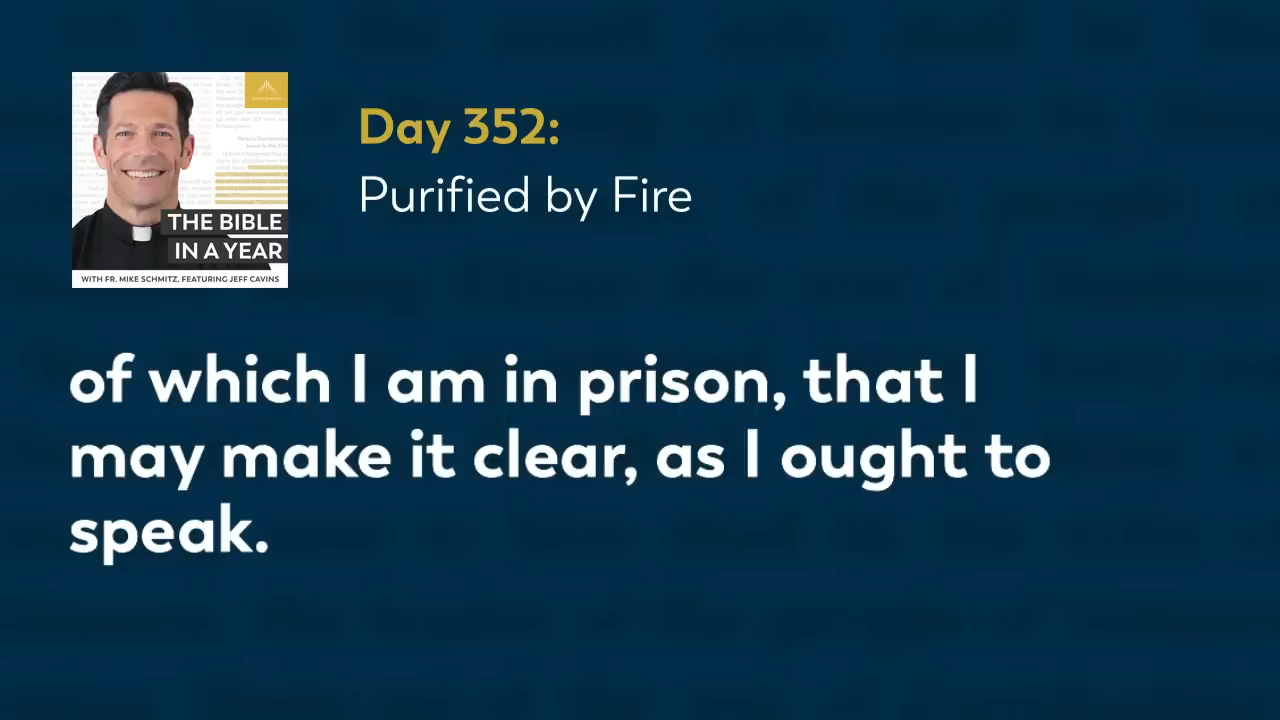 Day 352:
Purified by Fire
THE BIBLE
IN A YEAR
WITH FR. MIKE SCHMITZ, FEATURING JEFF CAVINS
of which I am in prison, that I
may make it clear, as I ought to
speak.